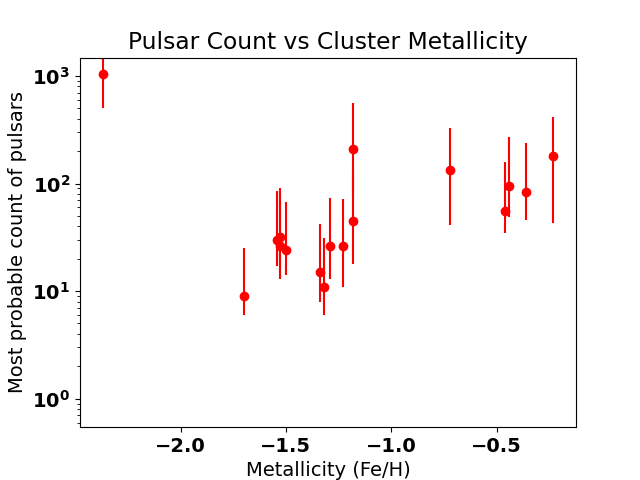 Pulsar Count vs Cluster Metallicity
Most probable count of pulsars
10³
10²
10¹
10⁰
−2.0 −1.5 −1.0 −0.5
Metallicity (Fe/H)